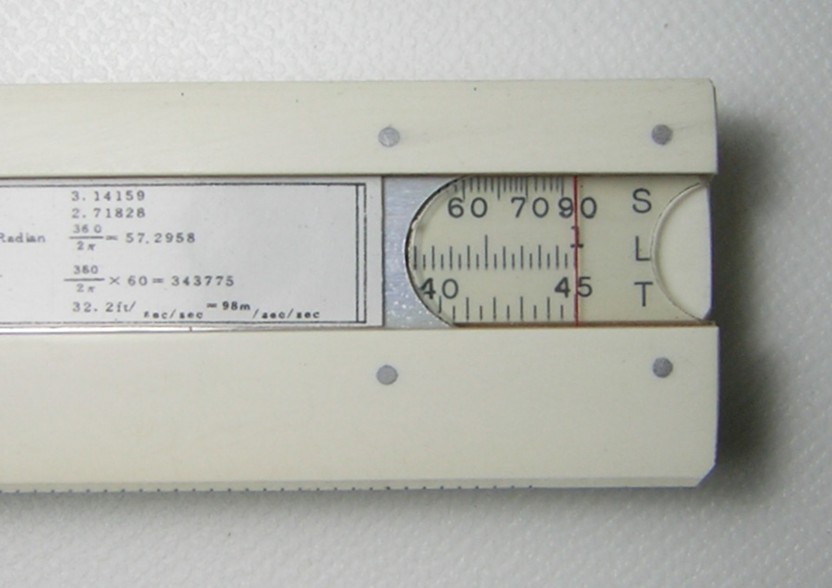 3.14159
2.71828
Radian 360/2π = 57.2958
360/2π × 60 = 343775
32.2ft/sec/sec = 98m/sec/sec
60 70 90 S
1 L
40 45 T